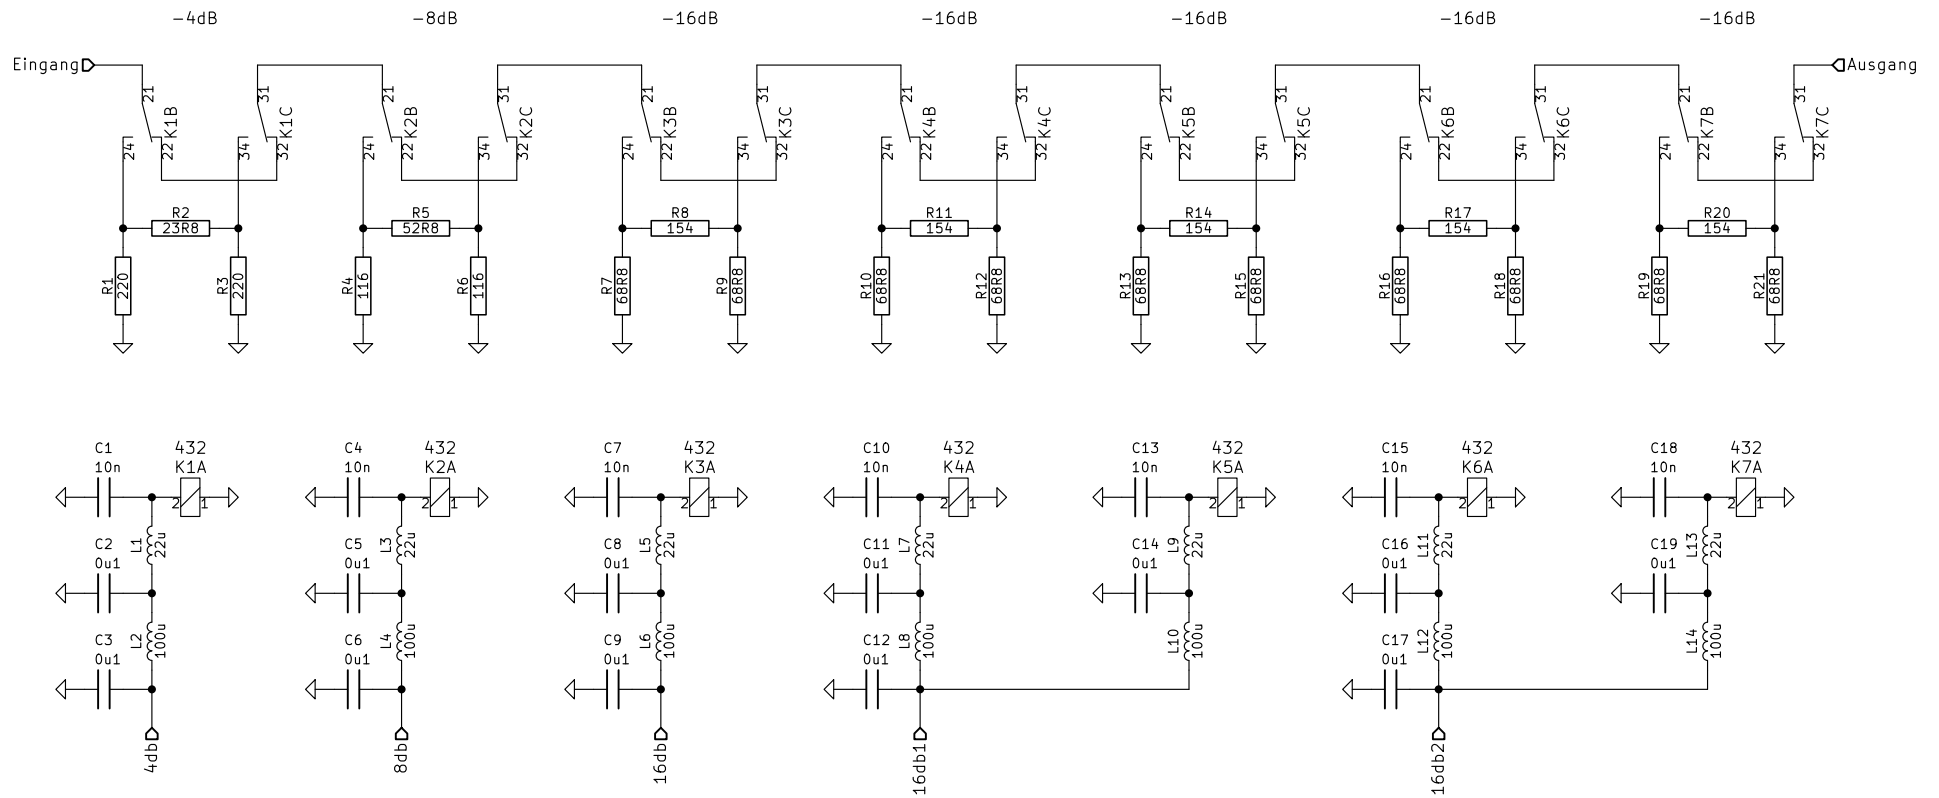 -4dB -8dB -16dB -16dB -16dB -16dB -16dB
Eingang Ausgang
21 31 21 31 21 31 21 31 21 31 21 31 21 31
K1B K1C K2B K2C K3B K3C K4B K4C K5B K5C K6B K6C K7B K7C
24 22 34 32 24 22 34 32 24 22 34 32 24 22 34 32 24 22 34 32 24 22 34 32 24 22 34 32
R2 R5 R8 R11 R14 R17 R20
23R8 52R8 154 154 154 154 154
R1 220 R3 220 R4 116 R6 116 R7 68R8 R9 68R8 R10 68R8 R12 68R8 R13 68R8 R15 68R8 R16 68R8 R18 68R8 R19 68R8 R21 68R8
C1 432 C4 432 C7 432 C10 432 C13 432 C15 432 C18 432
10n K1A 10n K2A 10n K3A 10n K4A 10n K5A 10n K6A 10n K7A
2 1 2 1 2 1 2 1 2 1 2 1 2 1
L1 22u L3 22u L5 22u L7 22u L9 22u L11 22u L13 22u
C2 C5 C8 C11 C14 C16 C19
0u1 0u1 0u1 0u1 0u1 0u1 0u1
L2 100u L4 100u L6 100u L8 100u L10 100u L12 100u L14 100u
C3 C6 C9 C12 C17
0u1 0u1 0u1 0u1 0u1
4db 8db 16db 16db1 16db2